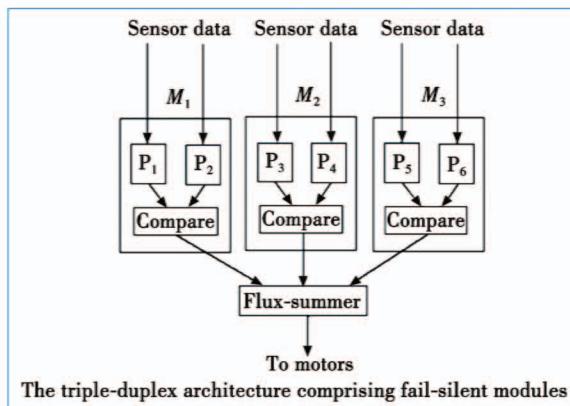 Sensor data Sensor data Sensor data
M1 M2 M3
P1 P2 P3 P4 P5 P6
Compare Compare Compare
Flux-summer
To motors
The triple-duplex architecture comprising fail-silent modules